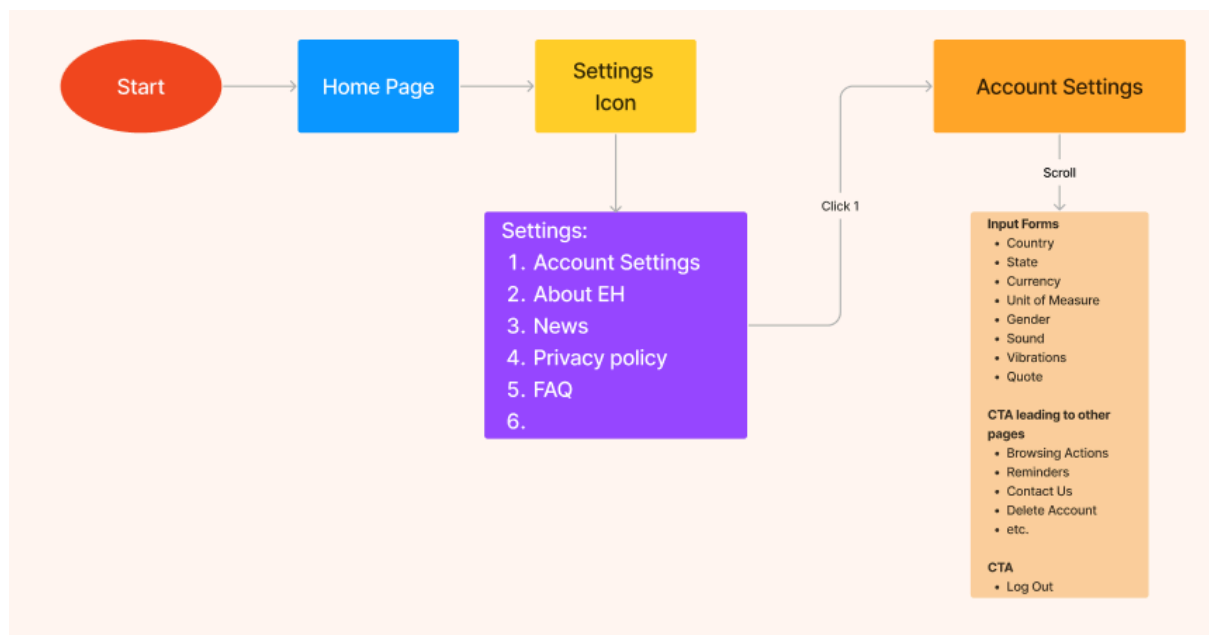 Start
Home Page
Settings
Icon
Account Settings
Scroll
Click 1
Settings:
1. Account Settings
2. About EH
3. News
4. Privacy policy
5. FAQ
6.
Input Forms
• Country
• State
• Currency
• Unit of Measure
• Gender
• Sound
• Vibrations
• Quote
CTA leading to other
pages
• Browsing Actions
• Reminders
• Contact Us
• Delete Account
• etc.
CTA
• Log Out